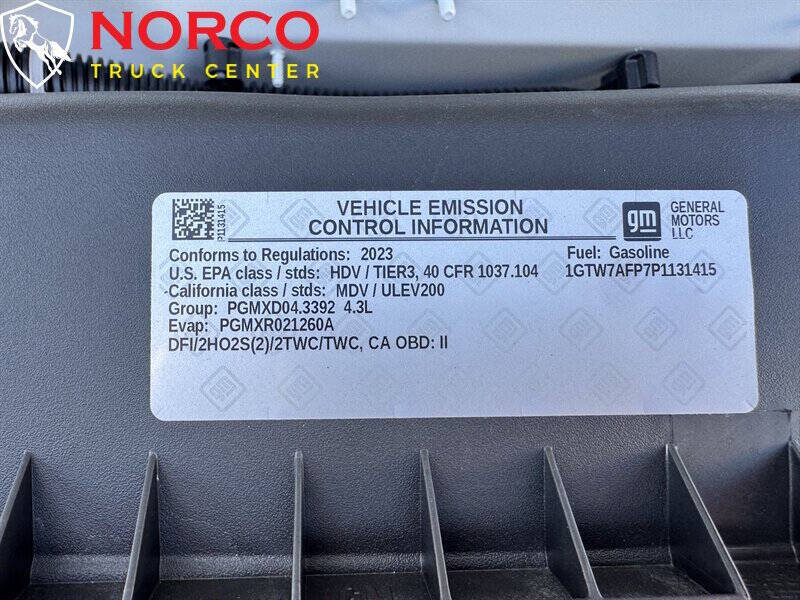 NORCO
TRUCK CENTER
P1131415
VEHICLE EMISSION
CONTROL INFORMATION
gm
GENERAL
MOTORS
LLC
Conforms to Regulations: 2023
Fuel: Gasoline
U.S. EPA class / stds: HDV / TIER3, 40 CFR 1037.104
1GTW7AFP7P1131415
California class / stds: MDV / ULEV200
Group: PGMXD04.3392 4.3L
Evap: PGMXR021260A
DFI/2HO2S(2)/2TWC/TWC, CA OBD: II